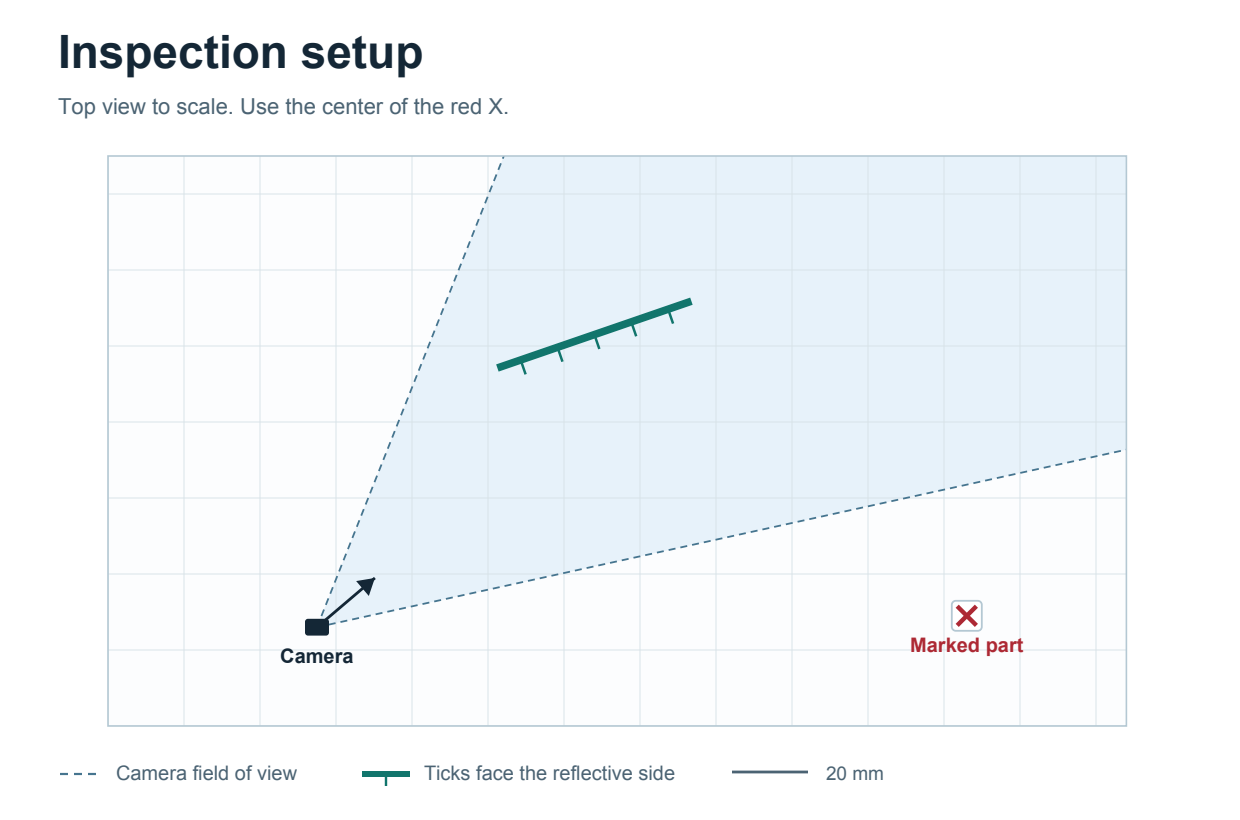 Inspection setup
Top view to scale. Use the center of the red X.
Camera
Marked part
Camera field of view
Ticks face the reflective side
20 mm